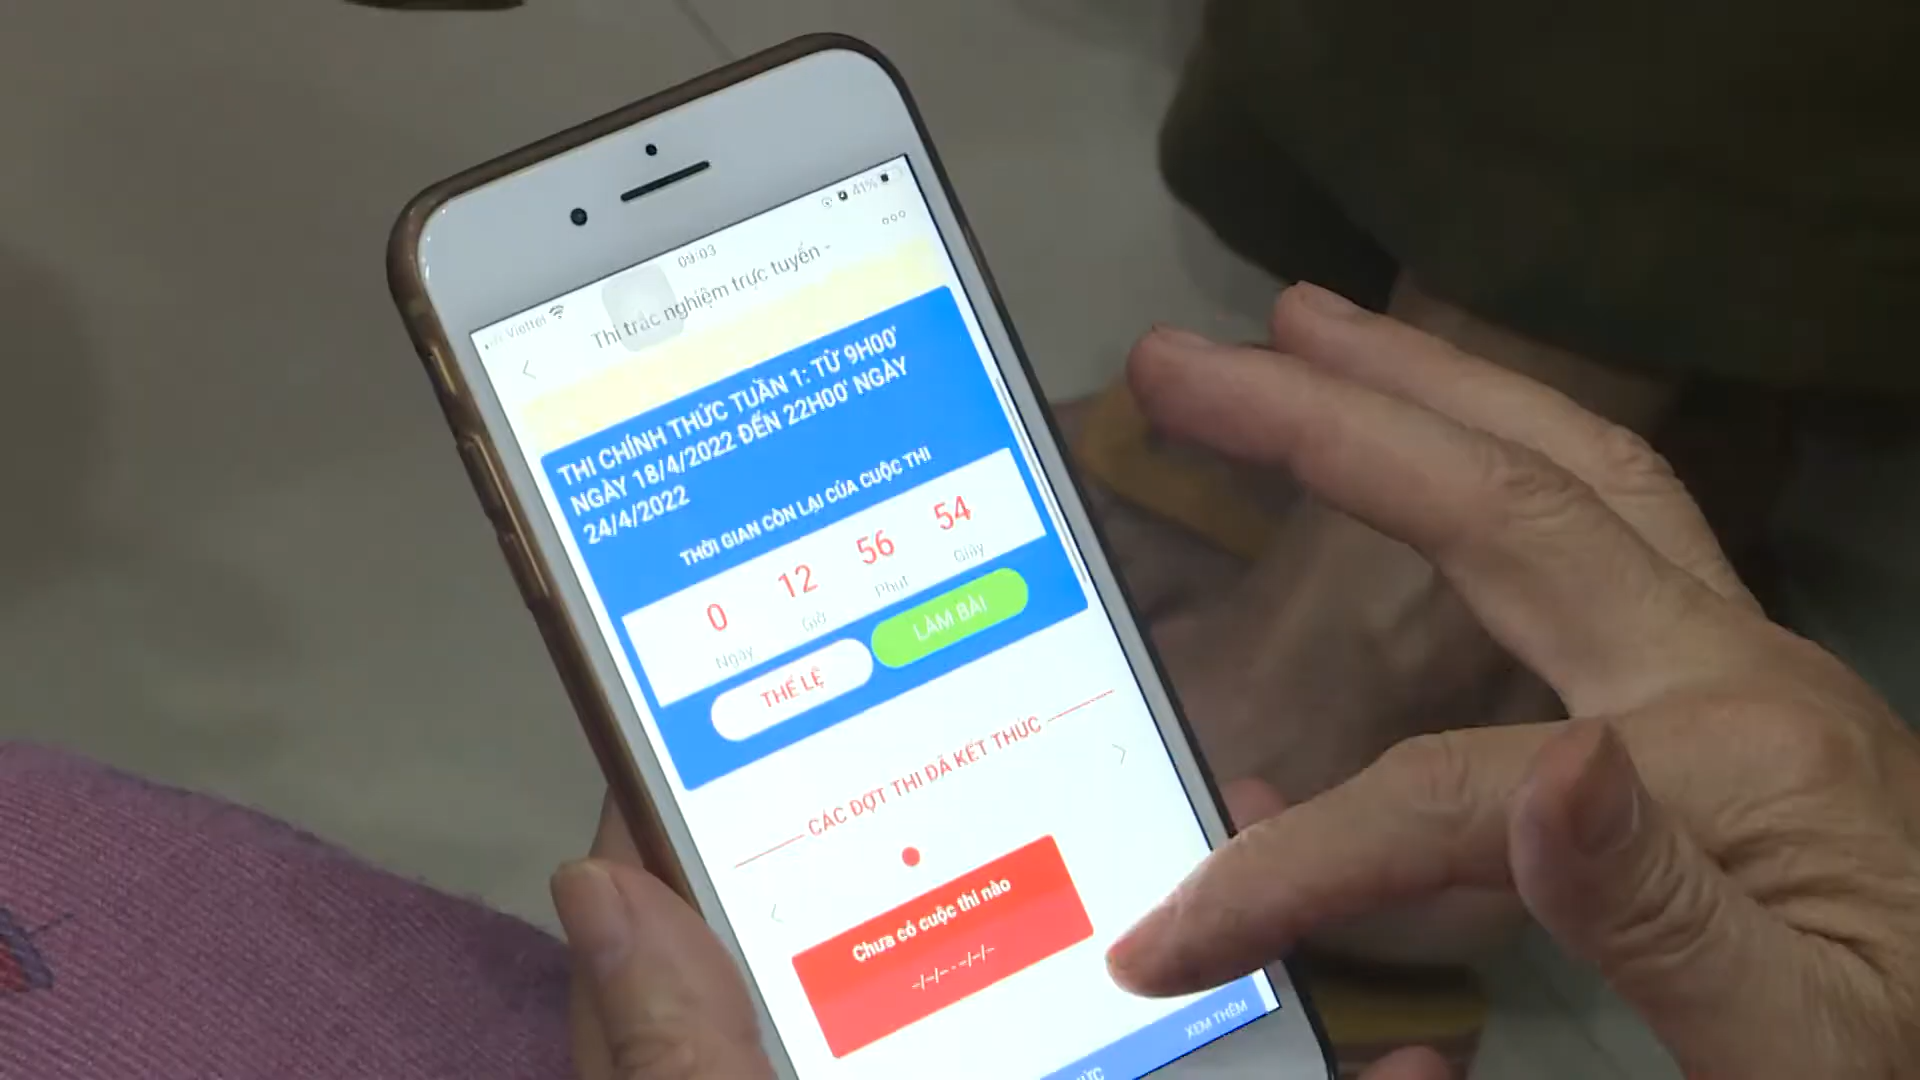 Viettel
09:03
41%
Thi trắc nghiệm trực tuyến -
THI CHÍNH THỨC TUẦN 1: TỪ 9H00'
NGÀY 18/4/2022 ĐẾN 22H00' NGÀY
24/4/2022
THỜI GIAN CÒN LẠI CỦA CUỘC THI
0 12 56 54
Ngày Giờ Phút Giây
THỂ LỆ LÀM BÀI
CÁC ĐỢT THI ĐÃ KẾT THÚC
Chưa có cuộc thi nào
-/-/- - -/-/-
XEM THÊM